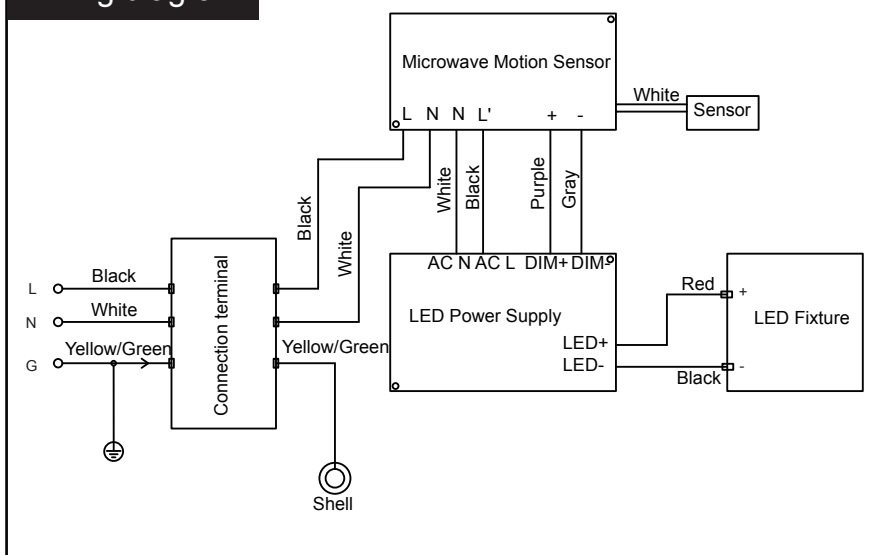 Microwave Motion Sensor
L N N L' + -
White
Sensor
Black
White
White
Black
Purple
Gray
L
Black
N
White
G
Yellow/Green
Connection terminal
Yellow/Green
Shell
AC N AC L DIM+ DIM-
LED Power Supply
LED+
LED-
Red
Black
+
-
LED Fixture